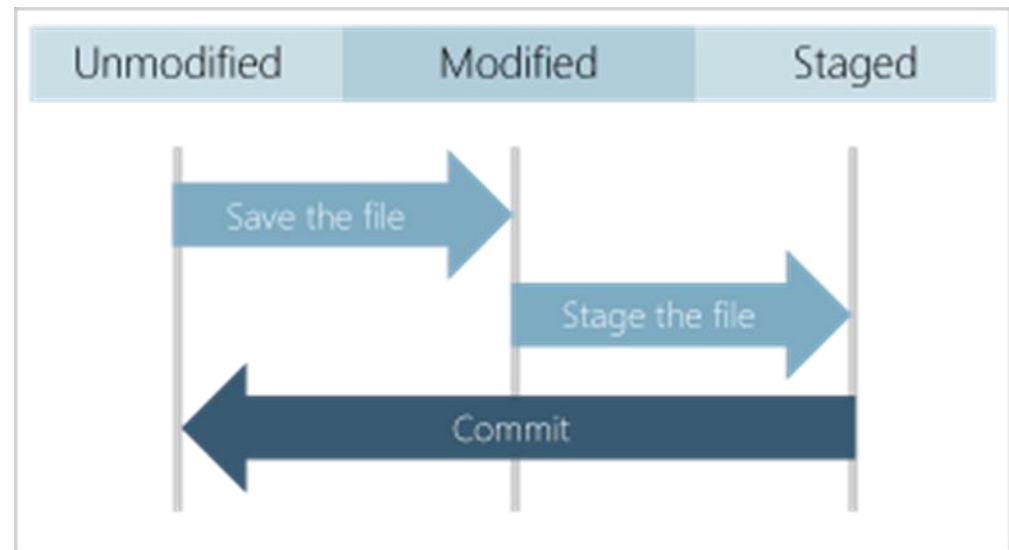 Unmodified Modified Staged
Save the file
Stage the file
Commit